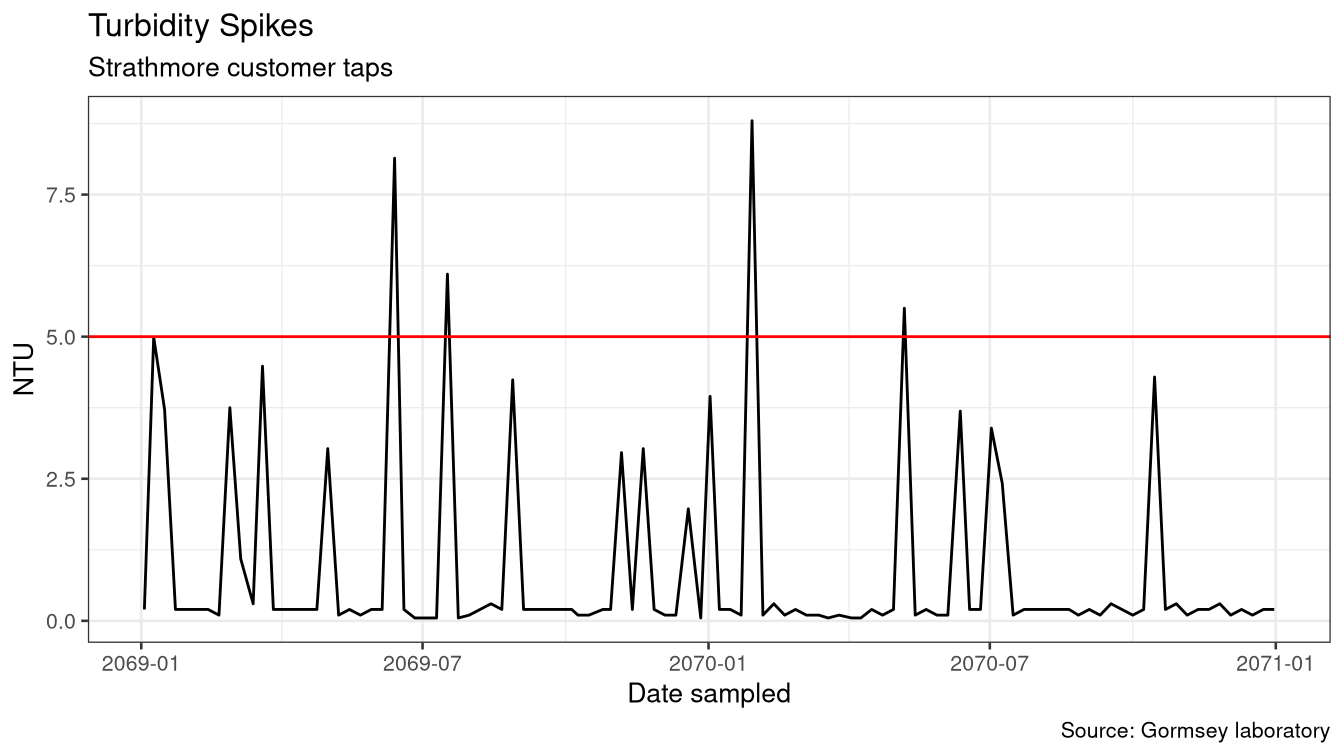 Turbidity Spikes
Strathmore customer taps
7.5
5.0
2.5
0.0
NTU
2069-01 2069-07 2070-01 2070-07 2071-01
Date sampled
Source: Gormsey laboratory